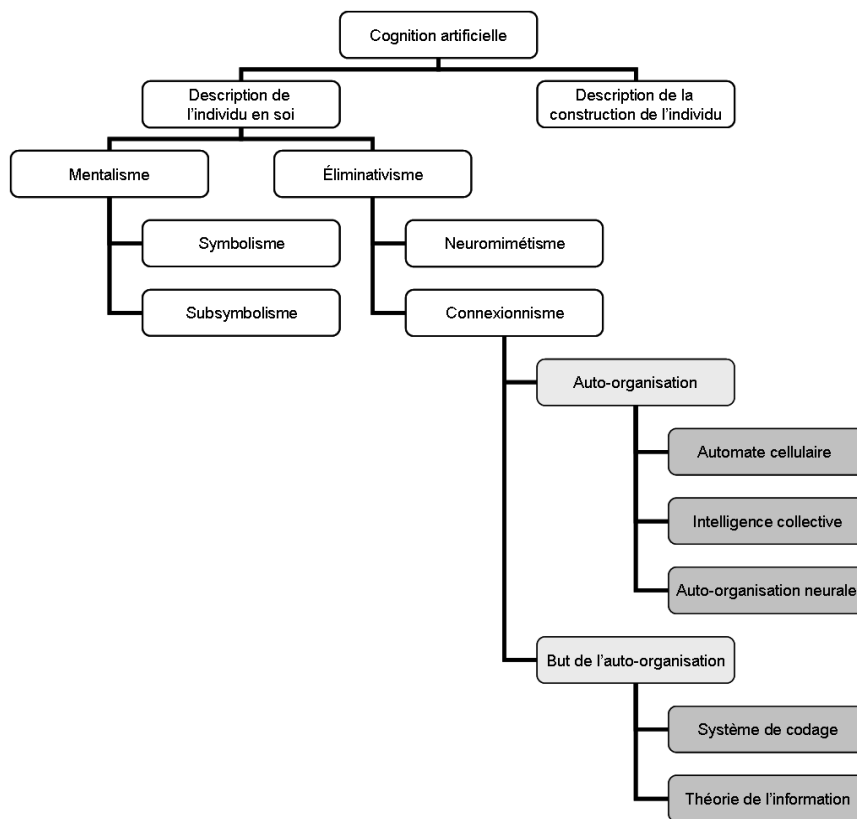 Cognition artificielle
Description de
l'individu en soi
Description de la
construction de l'individu
Mentalisme
Éliminativisme
Symbolisme
Neuromimétisme
Subsymbolisme
Connexionnisme
Auto-organisation
Automate cellulaire
Intelligence collective
Auto-organisation neurale
But de l'auto-organisation
Système de codage
Théorie de l'information